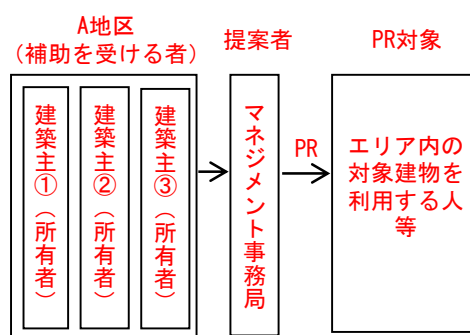 A地区
(補助を受ける者)
提案者
PR対象
建築主①(所有者)
建築主②(所有者)
建築主③(所有者)
マネジメント事務局
PR
エリア内の
対象建物を
利用する人
等